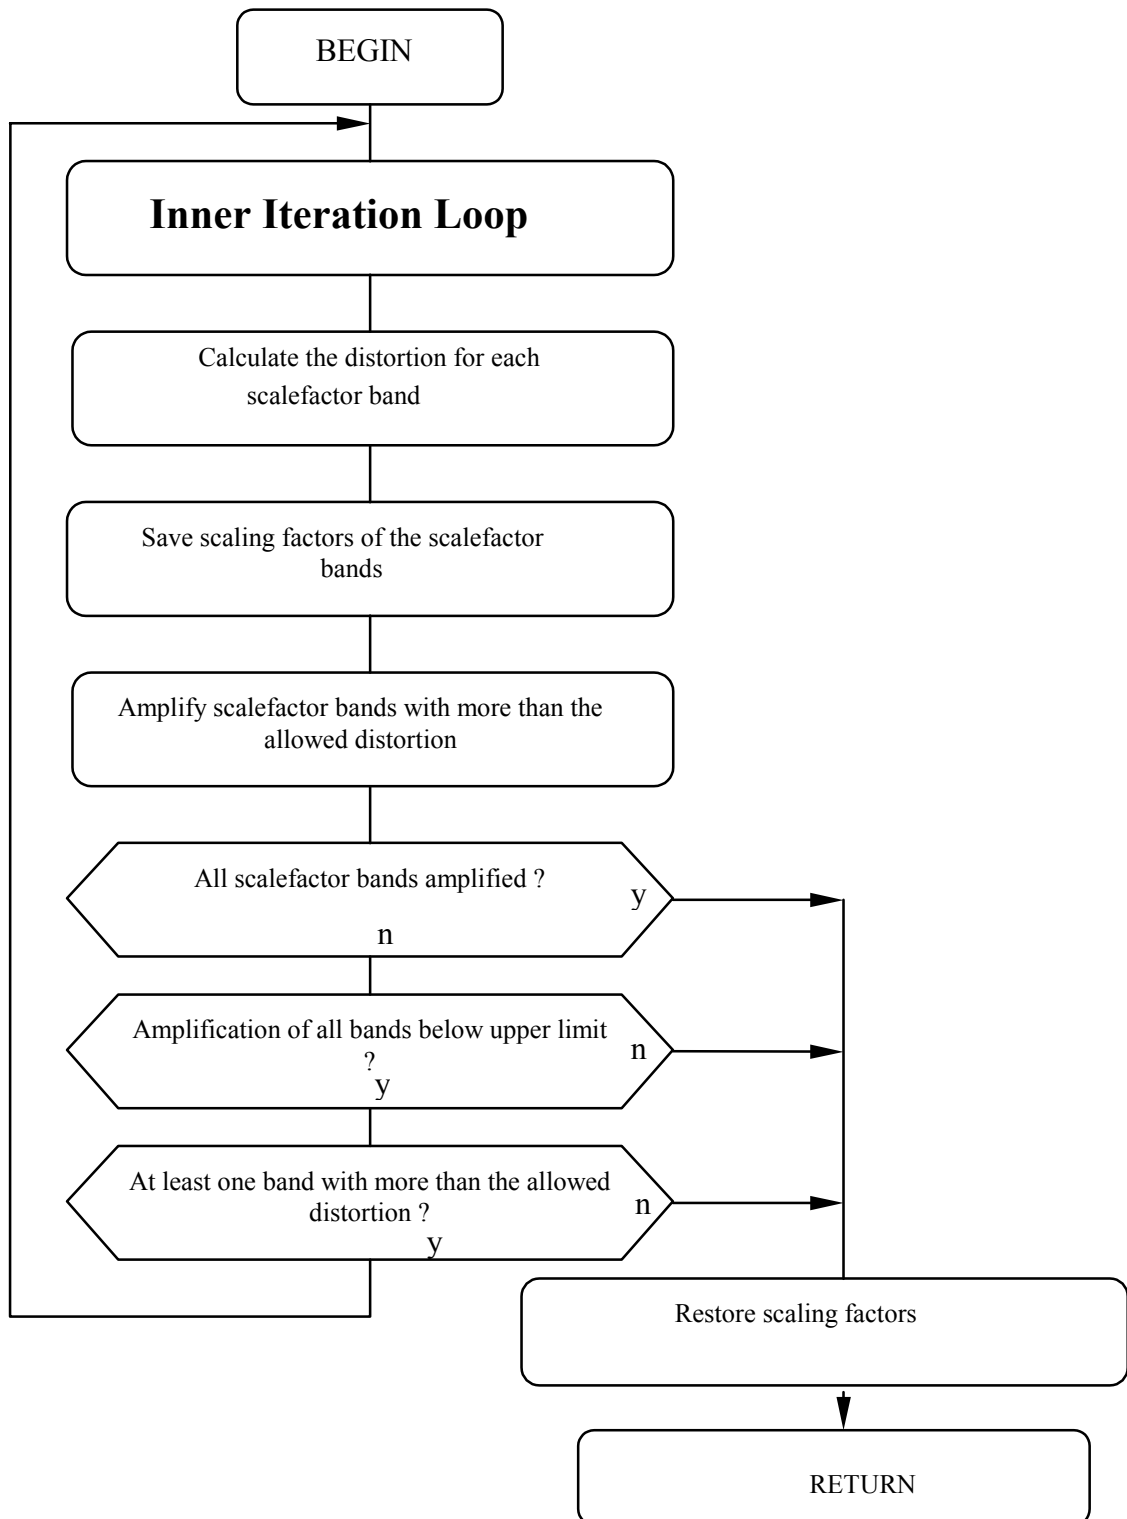 BEGIN
Inner Iteration Loop
Calculate the distortion for each
scalefactor band
Save scaling factors of the scalefactor
bands
Amplify scalefactor bands with more than the
allowed distortion
All scalefactor bands amplified ?
y
n
Amplification of all bands below upper limit
?
n
y
At least one band with more than the allowed
distortion ?
n
y
Restore scaling factors
RETURN